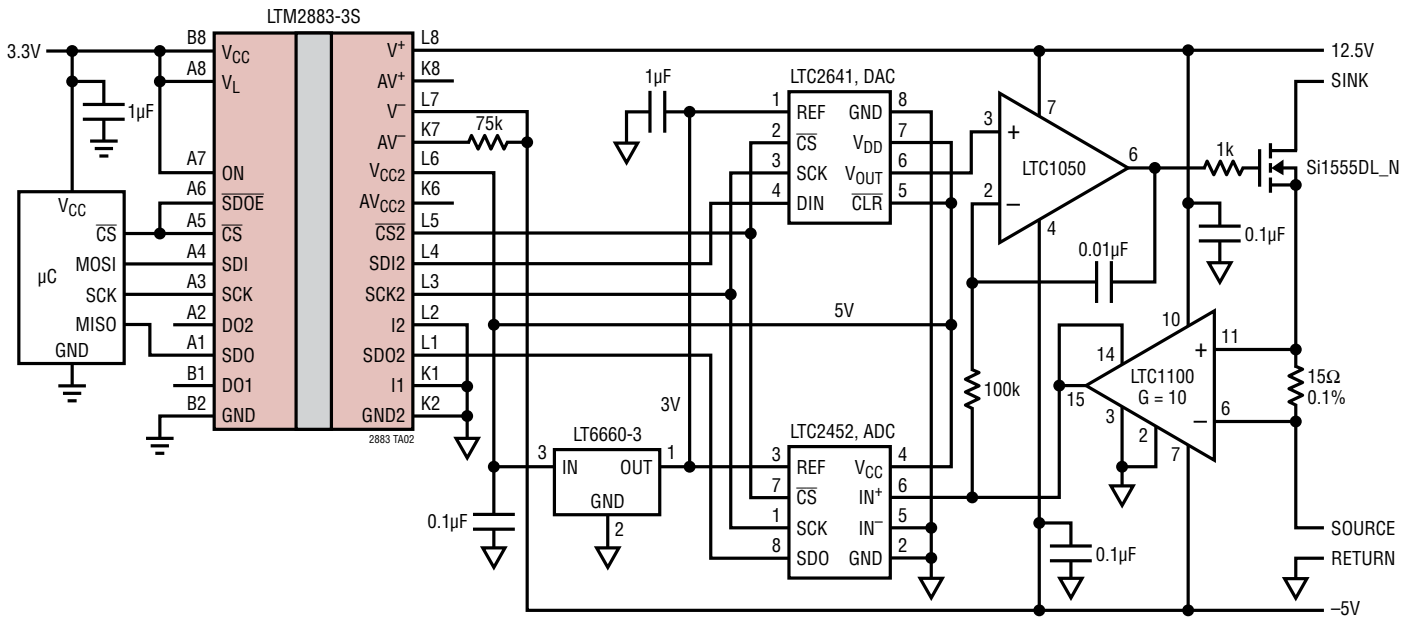 LTM2883-3S
3.3V
B8
VCC
A8
VL
1µF
A7
ON
A6
SDOE
A5
CS
A4
SDI
A3
SCK
A2
DO2
A1
SDO
B1
DO1
B2
GND
VCC
CS
µC
MOSI
SCK
MISO
GND
V+
L8
AV+
K8
V−
L7
AV−
K7
75k
VCC2
L6
AVCC2
K6
CS2
L5
SDI2
L4
SCK2
L3
I2
L2
SDO2
L1
I1
K1
GND2
K2
2883 TA02
1µF
LTC2641, DAC
1
REF
GND
8
2
CS
VDD
7
3
SCK
VOUT
6
4
DIN
CLR
5
5V
3V
LT6660-3
3
IN
OUT
1
GND
2
0.1µF
LTC2452, ADC
3
REF
VCC
4
7
CS
IN+
6
1
SCK
IN−
5
8
SDO
GND
2
3
+
7
LTC1050
6
2
−
4
0.01µF
100k
1k
12.5V
SINK
Si1555DL_N
0.1µF
10
14
+
11
LTC1100
G = 10
15
3
2
−
6
7
15Ω
0.1%
0.1µF
SOURCE
RETURN
−5V